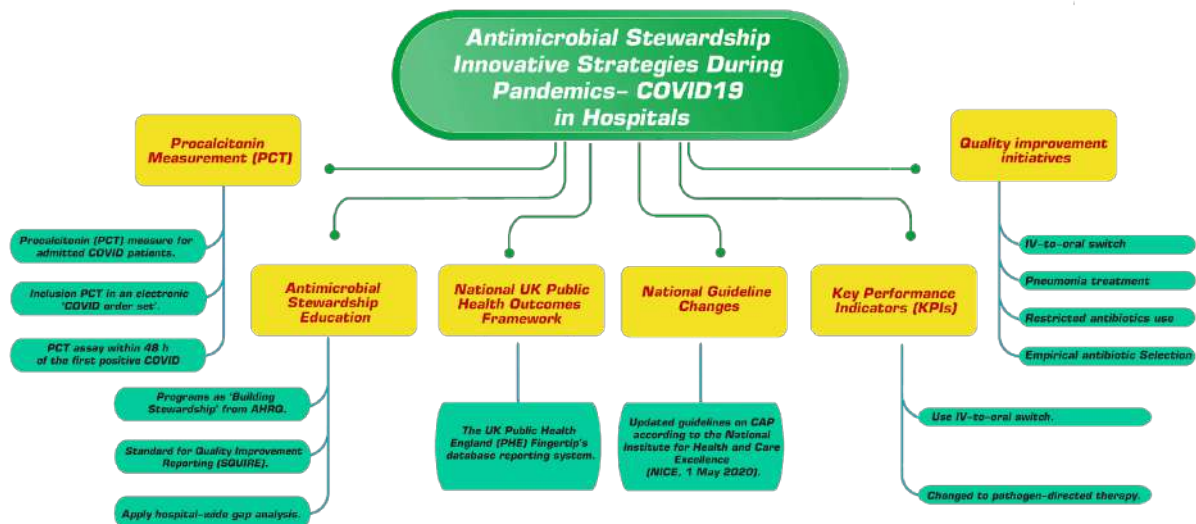 Antimicrobial Stewardship
Innovative Strategies During
Pandemics– COVID19
in Hospitals
Procalcitonin
Measurement (PCT)
Procalcitonin (PCT) measure for
admitted COVID patients.
Inclusion PCT in an electronic
'COVID order set'.
PCT assay within 48 h
of the first positive COVID
Antimicrobial
Stewardship
Education
Programs as 'Building
Stewardship' from AHRQ.
Standard for Quality Improvement
Reporting (SQUIRE).
Apply hospital-wide gap analysis.
National UK Public
Health Outcomes
Framework
The UK Public Health
England (PHE) Fingertip's
database reporting system.
National Guideline
Changes
Updated guidelines on CAP
according to the National
Institute for Health and Care
Excellence
(NICE, 1 May 2020).
Key Performance
Indicators (KPIs)
Use IV-to-oral switch.
Changed to pathogen-directed therapy.
Quality improvement
initiatives
IV-to-oral switch
Pneumonia treatment
Restricted antibiotics use
Empirical antibiotic Selection